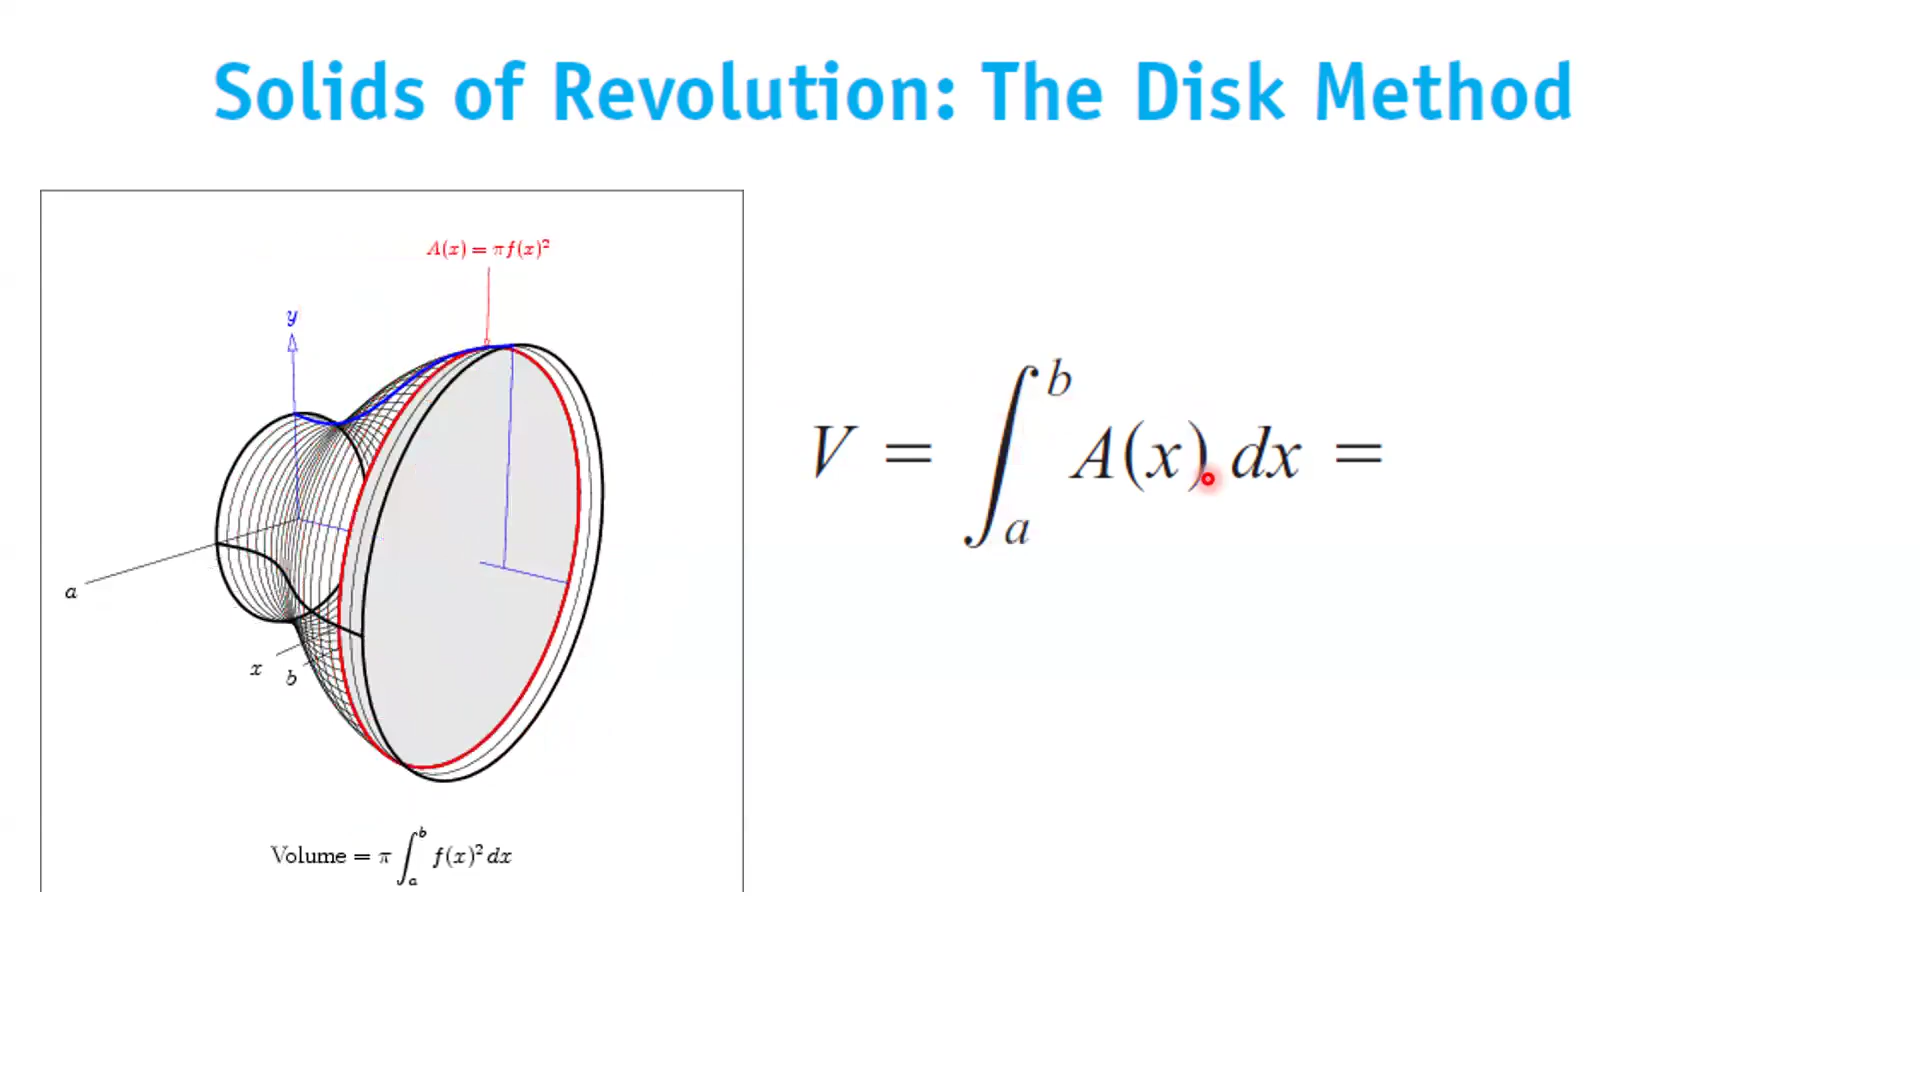 Solids of Revolution: The Disk Method
A(x) = πf(x)²
y
a
x
b
Volume = π ∫_a^b f(x)² dx
V = ∫_a^b A(x) dx =